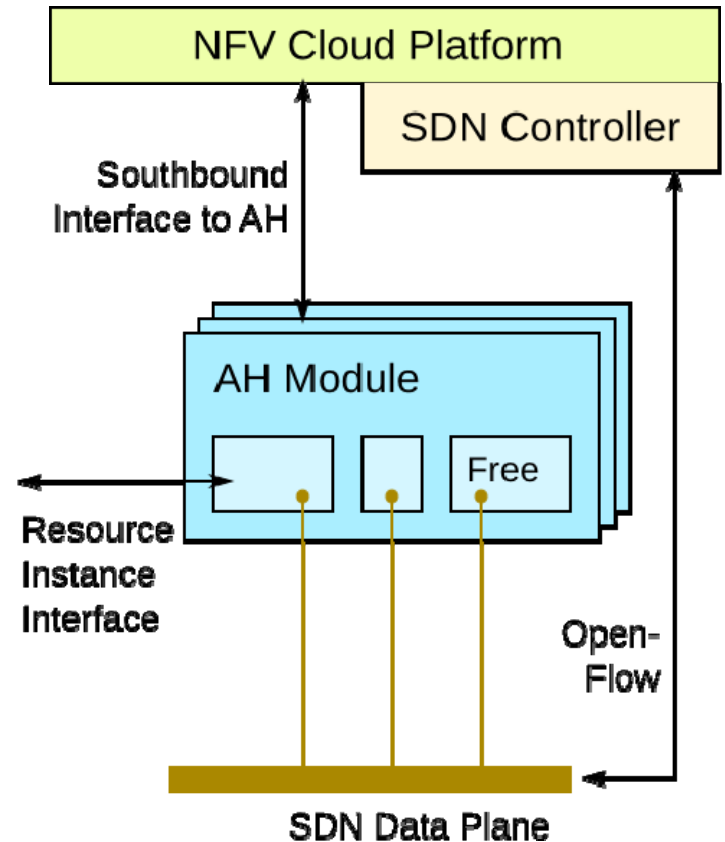 NFV Cloud Platform
SDN Controller
Southbound
Interface to AH
AH Module
Free
Resource
Instance
Interface
Open-
Flow
SDN Data Plane